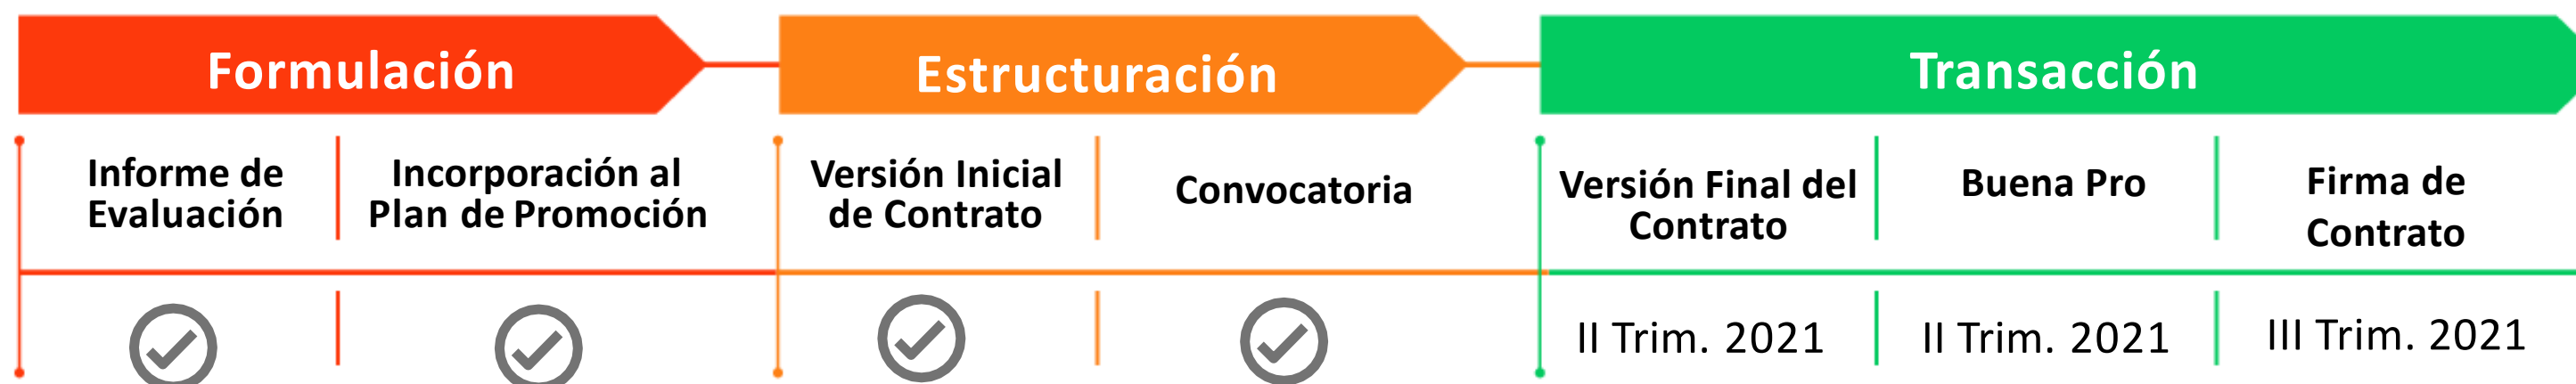 Formulación
Estructuración
Transacción
Informe de
Evaluación
Incorporación al
Plan de Promoción
Versión Inicial
de Contrato
Convocatoria
Versión Final del
Contrato
Buena Pro
Firma de
Contrato
II Trim. 2021
II Trim. 2021
III Trim. 2021